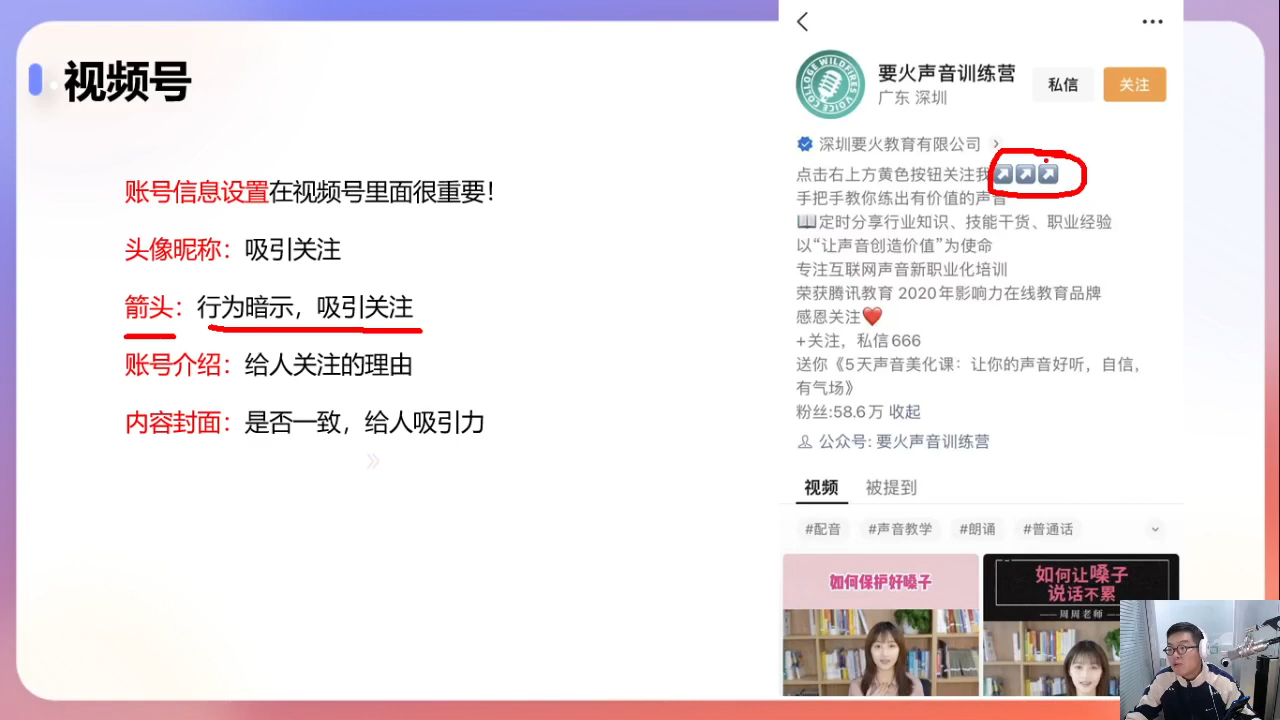 视频号
账号信息设置在视频号里面很重要！
头像昵称：吸引关注
箭头：行为暗示，吸引关注
账号介绍：给人关注的理由
内容封面：是否一致，给人吸引力
COLLOGE WILDFIRES VOICE
要火声音训练营
广东 深圳
私信
关注
深圳要火教育有限公司
点击右上方黄色按钮关注我↗️↗️↗️
手把手教你练出有价值的声音
📖定时分享行业知识、技能干货、职业经验
以“让声音创造价值”为使命
专注互联网声音新职业化培训
荣获腾讯教育 2020年影响力在线教育品牌
感恩关注❤️
+关注，私信666
送你《5天声音美化课：让你的声音好听，自信，
有气场》
粉丝:58.6万 收起
公众号: 要火声音训练营
视频
被提到
#配音
#声音教学
#朗诵
#普通话
如何保护好嗓子
如何让嗓子
说话不累
——周周老师—